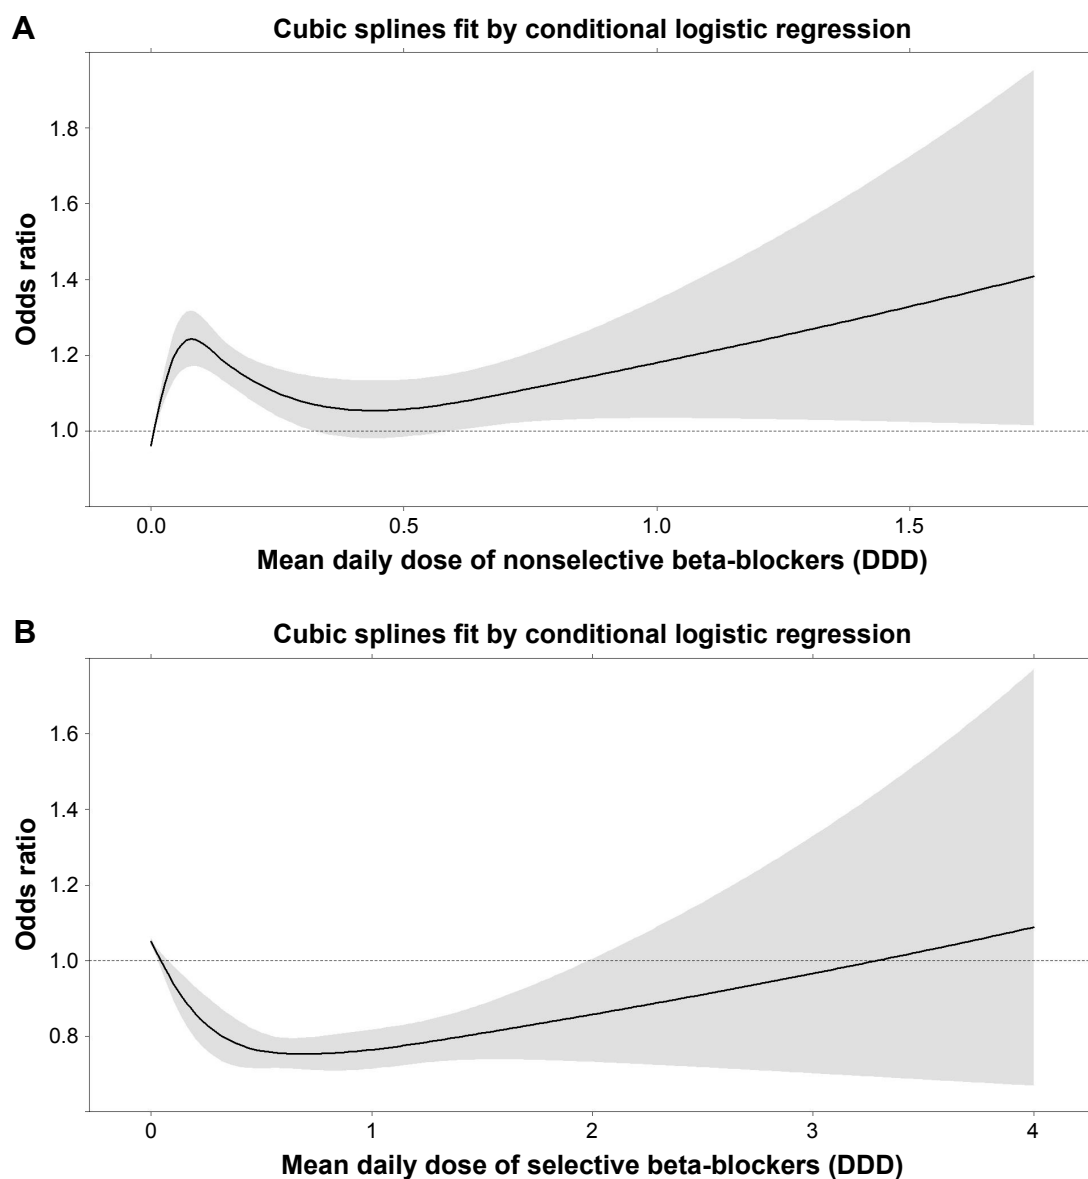 A
Cubic splines fit by conditional logistic regression
Odds ratio
1.8
1.6
1.4
1.2
1.0
0.0 0.5 1.0 1.5
Mean daily dose of nonselective beta-blockers (DDD)
B
Cubic splines fit by conditional logistic regression
Odds ratio
1.6
1.4
1.2
1.0
0.8
0 1 2 3 4
Mean daily dose of selective beta-blockers (DDD)